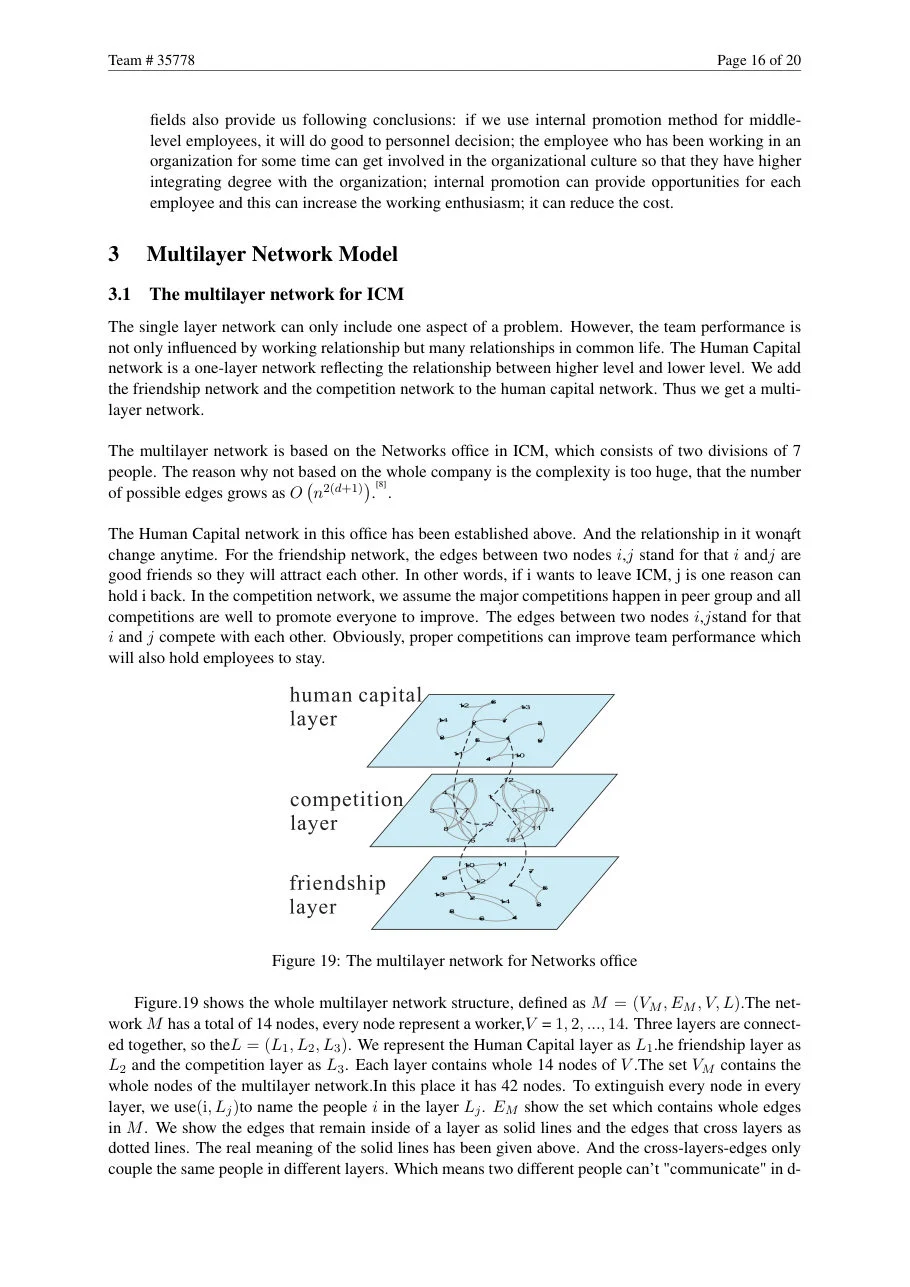 Team # 35778 Page 16 of 20
fields also provide us following conclusions: if we use internal promotion method for middle-
level employees, it will do good to personnel decision; the employee who has been working in an
organization for some time can get involved in the organizational culture so that they have higher
integrating degree with the organization; internal promotion can provide opportunities for each
employee and this can increase the working enthusiasm; it can reduce the cost.
3 Multilayer Network Model
3.1 The multilayer network for ICM
The single layer network can only include one aspect of a problem. However, the team performance is
not only influenced by working relationship but many relationships in common life. The Human Capital
network is a one-layer network reflecting the relationship between higher level and lower level. We add
the friendship network and the competition network to the human capital network. Thus we get a multi-
layer network.
The multilayer network is based on the Networks office in ICM, which consists of two divisions of 7
people. The reason why not based on the whole company is the complexity is too huge, that the number
of possible edges grows as O (n^{2(d+1)}).[8].
The Human Capital network in this office has been established above. And the relationship in it wonąŕt
change anytime. For the friendship network, the edges between two nodes i,j stand for that i andj are
good friends so they will attract each other. In other words, if i wants to leave ICM, j is one reason can
hold i back. In the competition network, we assume the major competitions happen in peer group and all
competitions are well to promote everyone to improve. The edges between two nodes i,jstand for that
i and j compete with each other. Obviously, proper competitions can improve team performance which
will also hold employees to stay.
human capital
layer
competition
layer
friendship
layer
Figure 19: The multilayer network for Networks office
Figure.19 shows the whole multilayer network structure, defined as M = (V_M, E_M, V, L).The net-
work M has a total of 14 nodes, every node represent a worker,V = 1, 2, ..., 14. Three layers are connect-
ed together, so theL = (L_1, L_2, L_3). We represent the Human Capital layer as L_1.he friendship layer as
L_2 and the competition layer as L_3. Each layer contains whole 14 nodes of V.The set V_M contains the
whole nodes of the multilayer network.In this place it has 42 nodes. To extinguish every node in every
layer, we use(i, L_j)to name the people i in the layer L_j. E_M show the set which contains whole edges
in M. We show the edges that remain inside of a layer as solid lines and the edges that cross layers as
dotted lines. The real meaning of the solid lines has been given above. And the cross-layers-edges only
couple the same people in different layers. Which means two different people can't "communicate" in d-